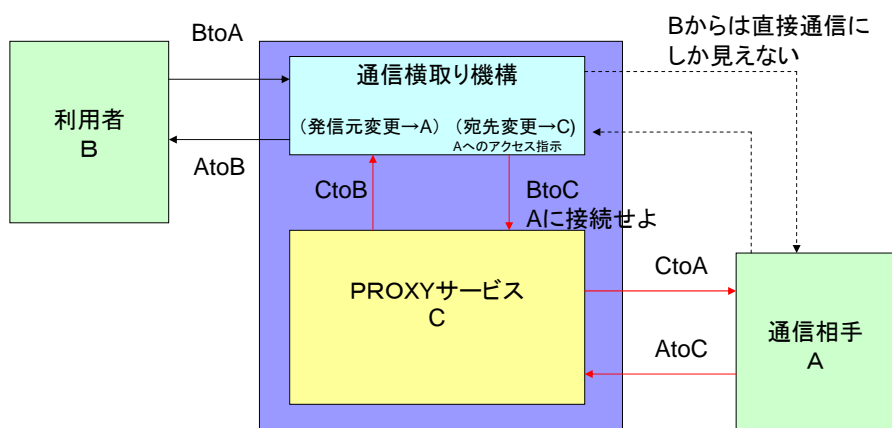 BtoA
Bからは直接通信に
しか見えない
通信横取り機構
利用者
B
(発信元変更→A) (宛先変更→C)
Aへのアクセス指示
AtoB
CtoB
BtoC
Aに接続せよ
PROXYサービス
C
CtoA
AtoC
通信相手
A